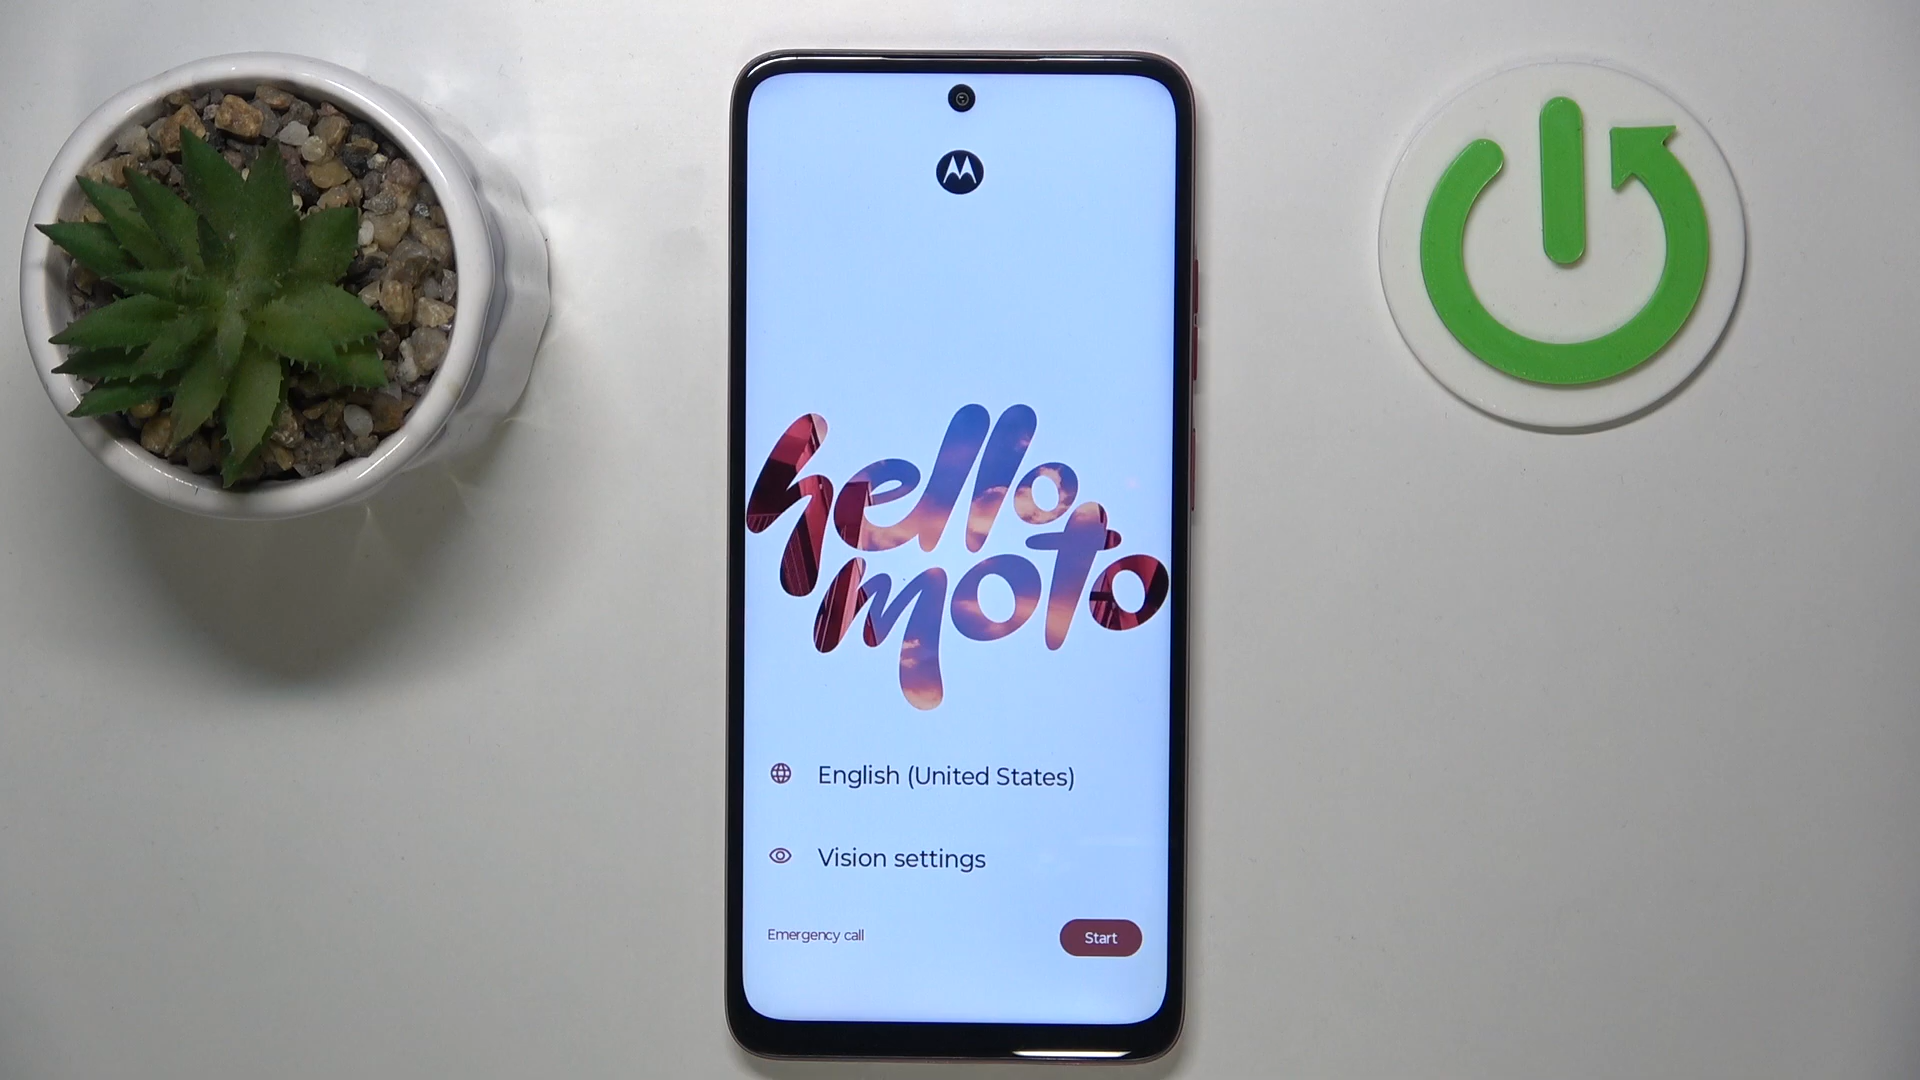 hello
moto
English (United States)
Vision settings
Emergency call
Start